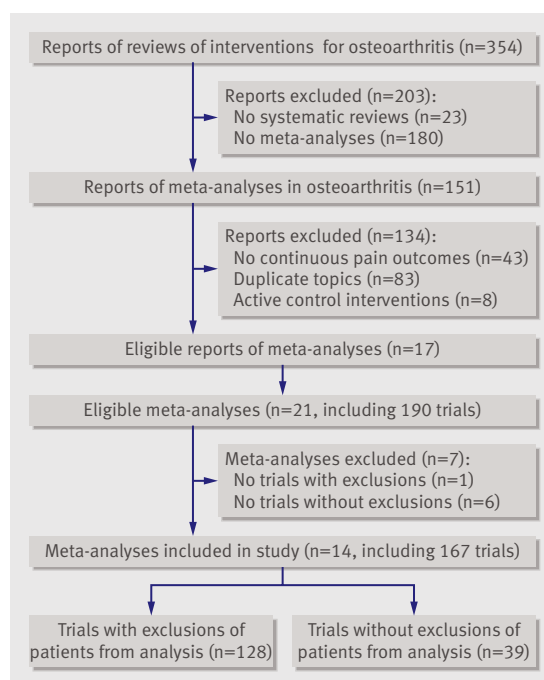 Reports of reviews of interventions for osteoarthritis (n=354)
Reports excluded (n=203):
No systematic reviews (n=23)
No meta-analyses (n=180)
Reports of meta-analyses in osteoarthritis (n=151)
Reports excluded (n=134):
No continuous pain outcomes (n=43)
Duplicate topics (n=83)
Active control interventions (n=8)
Eligible reports of meta-analyses (n=17)
Eligible meta-analyses (n=21, including 190 trials)
Meta-analyses excluded (n=7):
No trials with exclusions (n=1)
No trials without exclusions (n=6)
Meta-analyses included in study (n=14, including 167 trials)
Trials with exclusions of
patients from analysis (n=128)
Trials without exclusions of
patients from analysis (n=39)